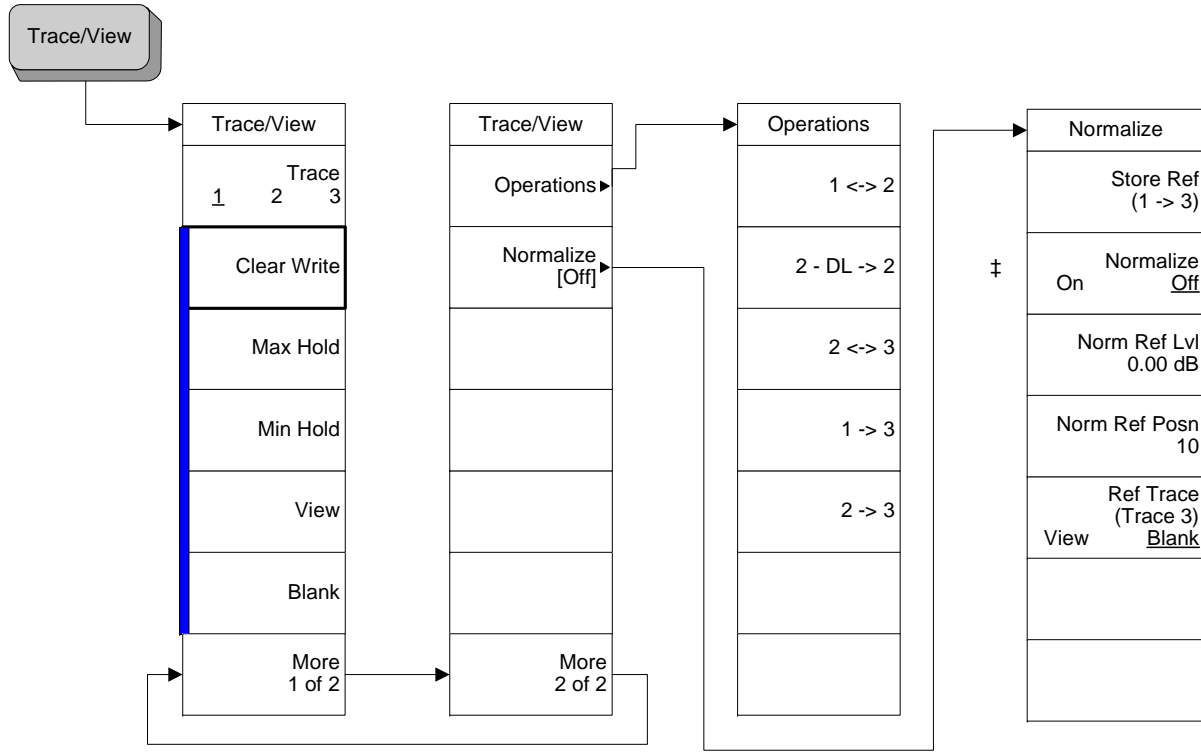 Trace/View
Trace/View
Trace
1 2 3
Clear Write
Max Hold
Min Hold
View
Blank
More
1 of 2
Trace/View
Operations
Normalize
[Off]
More
2 of 2
Operations
1 <-> 2
2 - DL -> 2
2 <-> 3
1 -> 3
2 -> 3
Normalize
Store Ref
(1 -> 3)
‡
Normalize
On Off
Norm Ref Lvl
0.00 dB
Norm Ref Posn
10
Ref Trace
(Trace 3)
View Blank